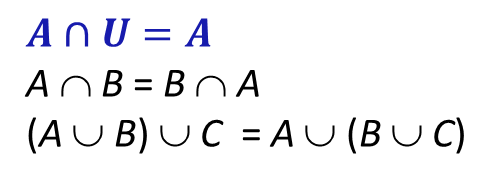 A ∩ U = A
A ∩ B = B ∩ A
(A ∪ B) ∪ C = A ∪ (B ∪ C)